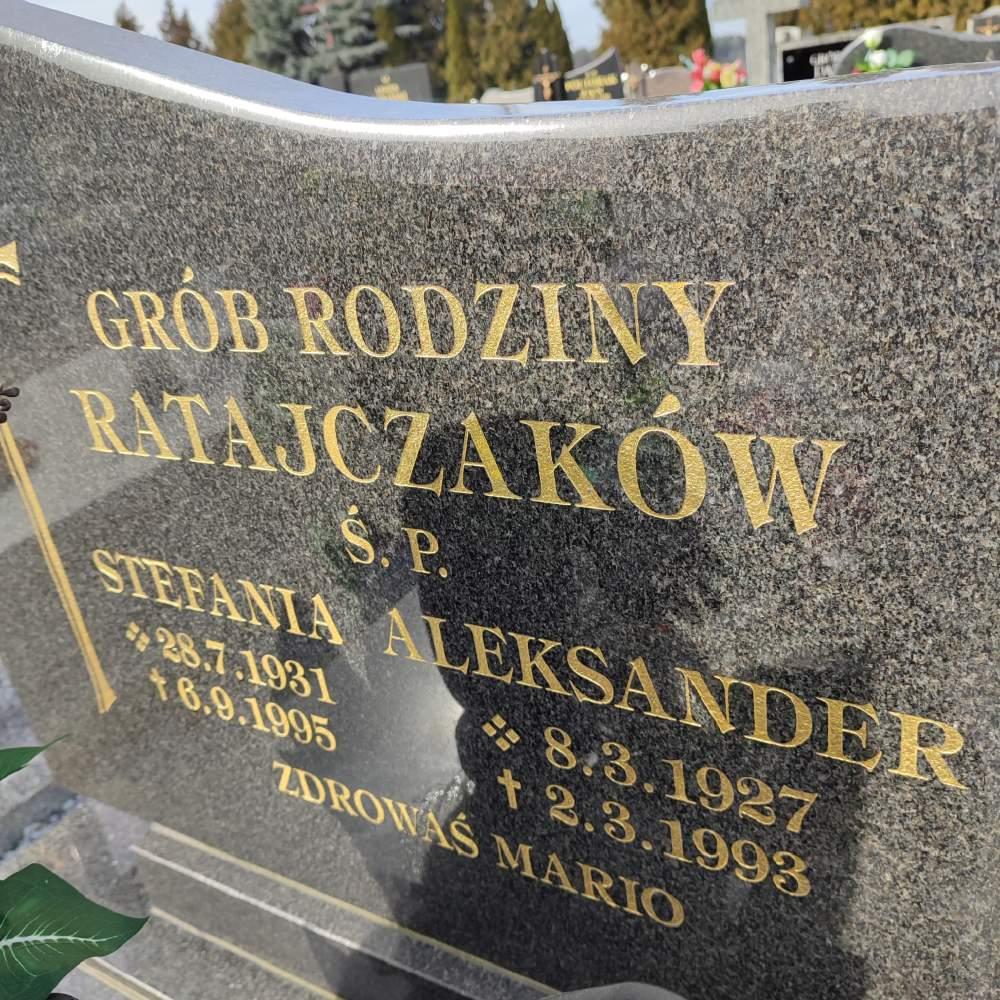 GRÓB RODZINY
RATAJCZAKÓW
Ś. P.
STEFANIA ALEKSANDER
28.7.1931 8.3.1927
† 6.9.1995 † 2.3.1993
ZDROWAŚ MARIO